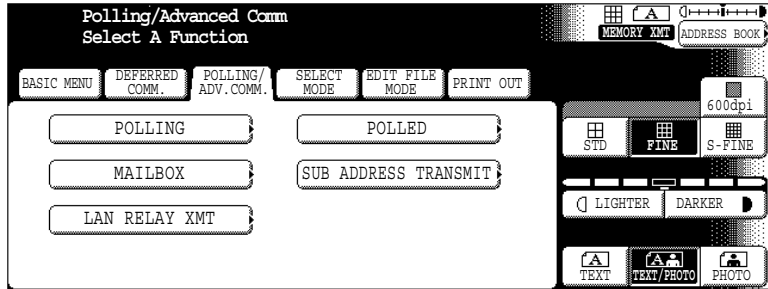 Polling/Advanced Comm
Select A Function
A
MEMORY XMT
ADDRESS BOOK
BASIC MENU
DEFERRED
COMM.
POLLING/
ADV.COMM.
SELECT
MODE
EDIT FILE
MODE
PRINT OUT
600dpi
POLLING
POLLED
STD
FINE
S-FINE
MAILBOX
SUB ADDRESS TRANSMIT
LIGHTER
DARKER
LAN RELAY XMT
A
TEXT
A
TEXT/PHOTO
PHOTO